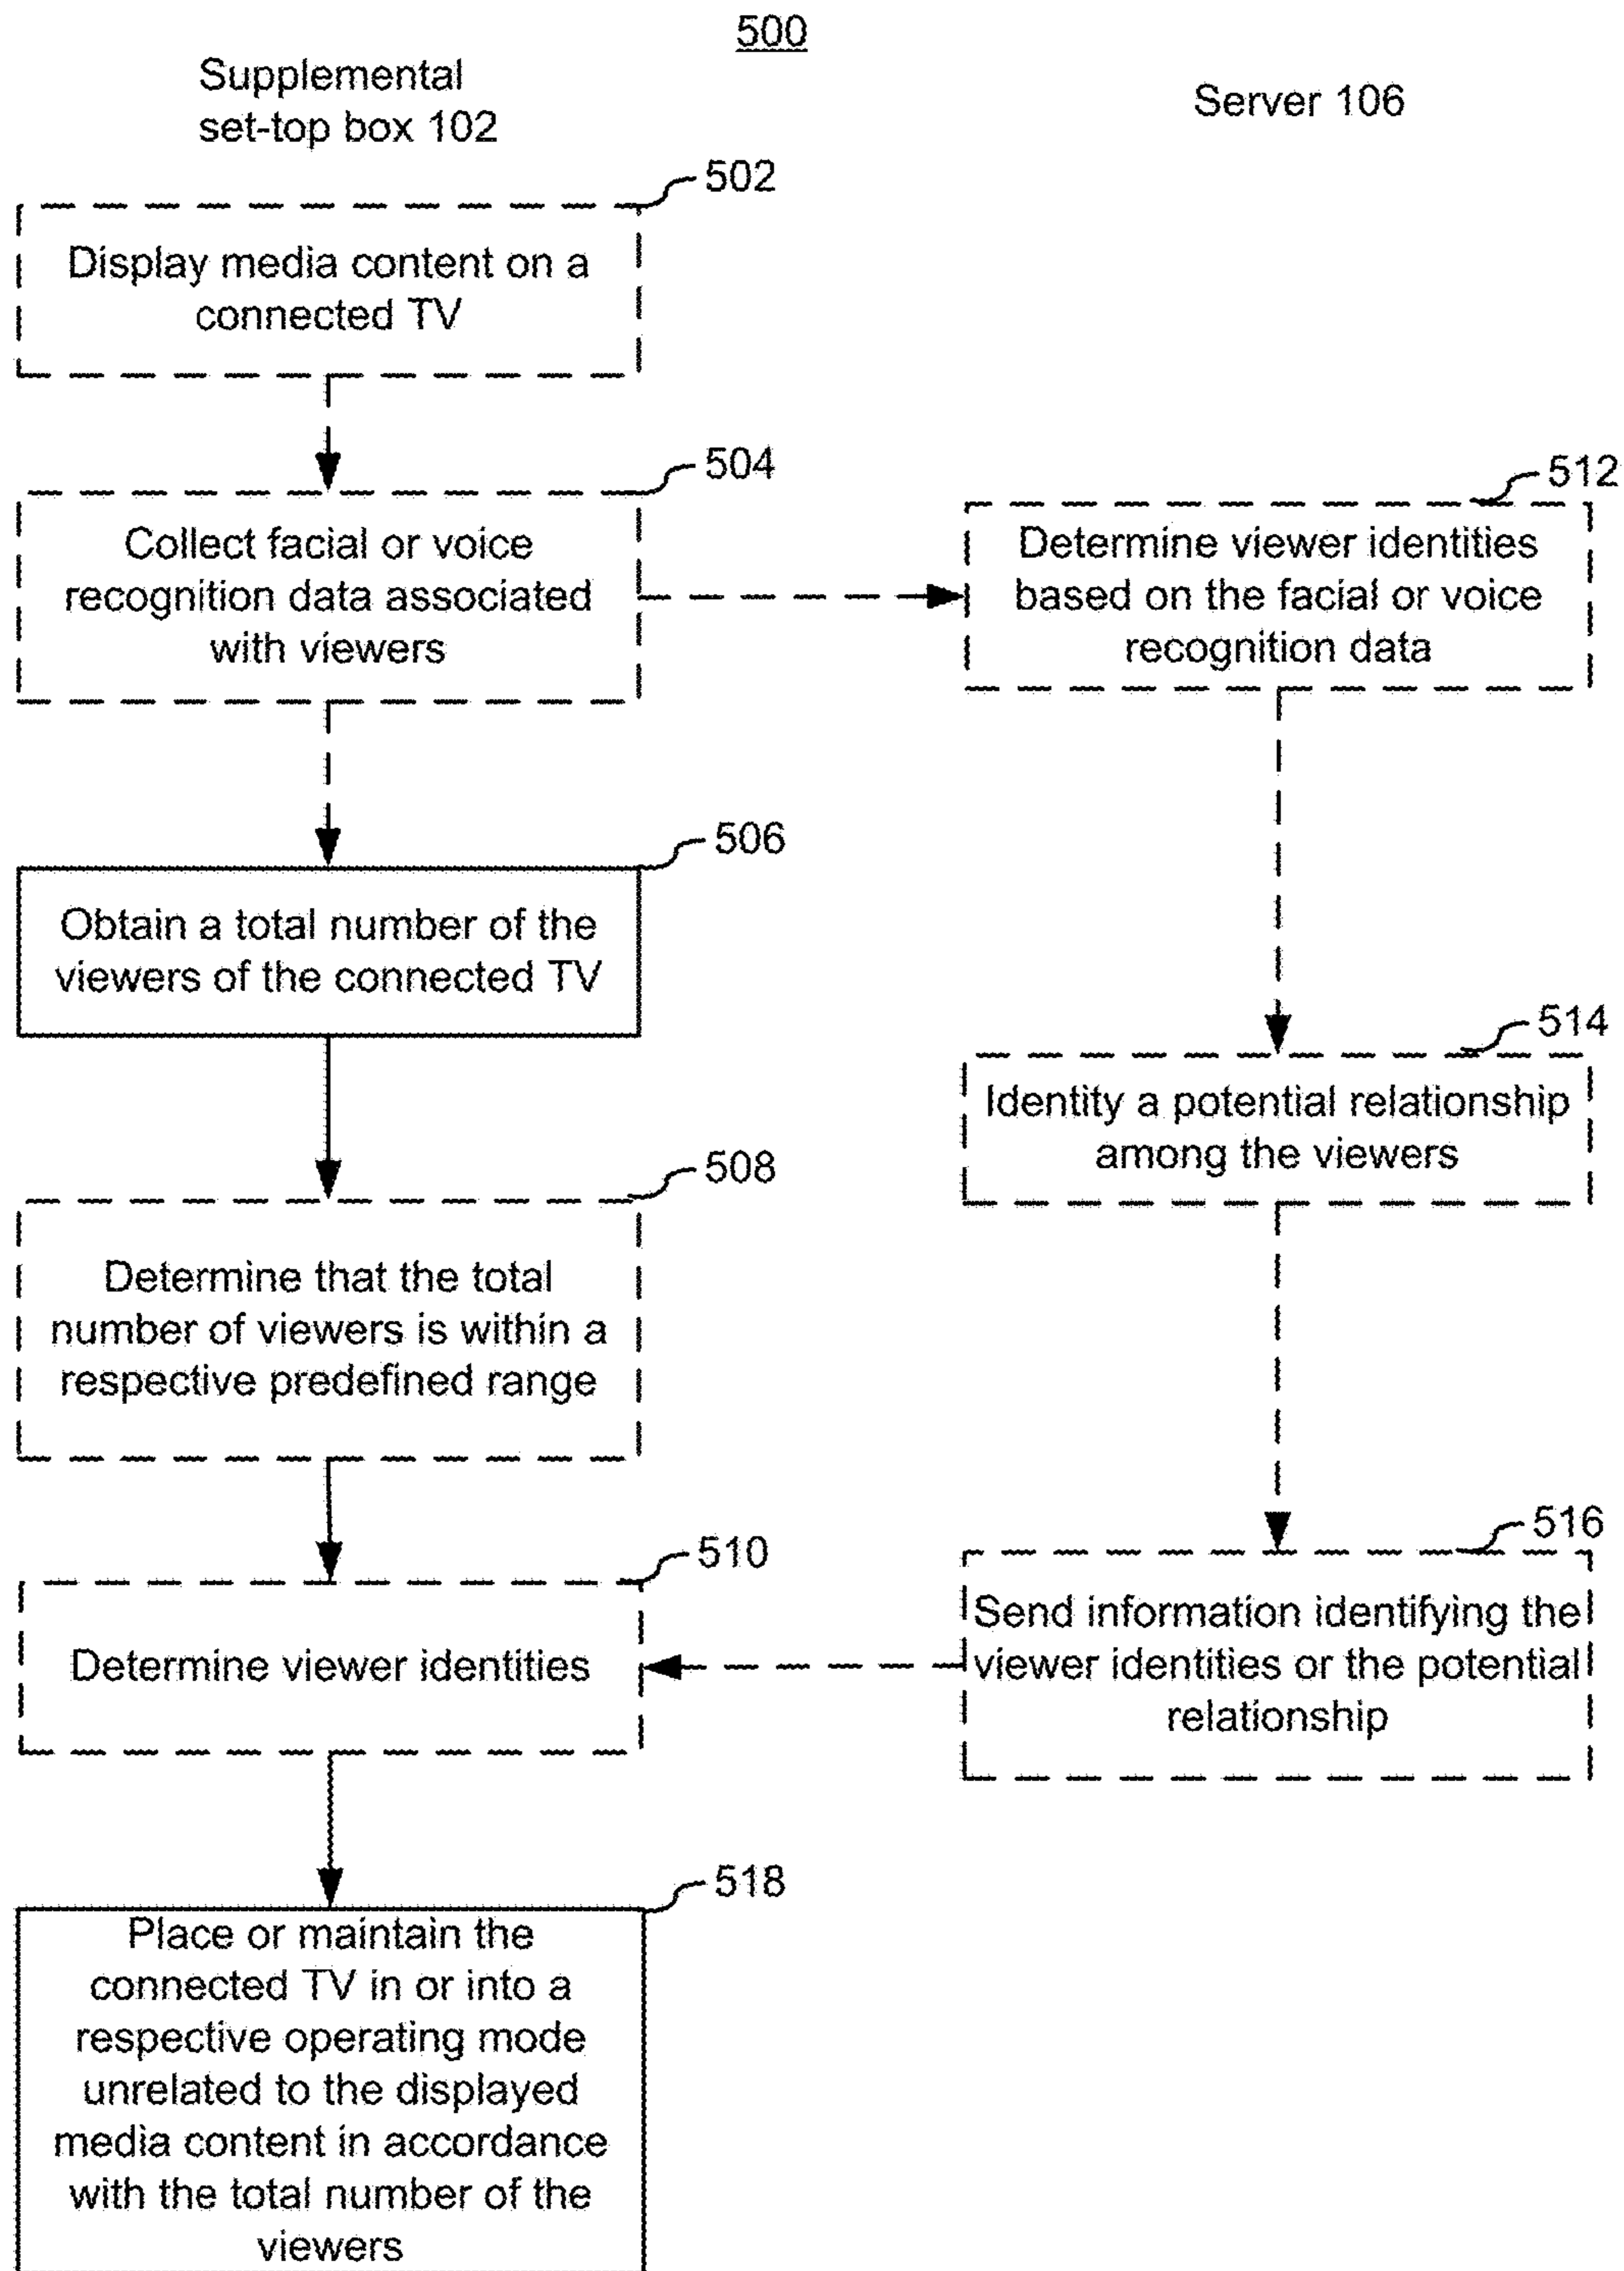 500
Supplemental
set-top box 102
Server 106
502
Display media content on a
connected TV
504
Collect facial or voice
recognition data associated
with viewers
512
Determine viewer identities
based on the facial or voice
recognition data
506
Obtain a total number of the
viewers of the connected TV
514
Identity a potential relationship
among the viewers
508
Determine that the total
number of viewers is within a
respective predefined range
510
Determine viewer identities
516
Send information identifying the
viewer identities or the potential
relationship
518
Place or maintain the
connected TV in or into a
respective operating mode
unrelated to the displayed
media content in accordance
with the total number of the
viewers